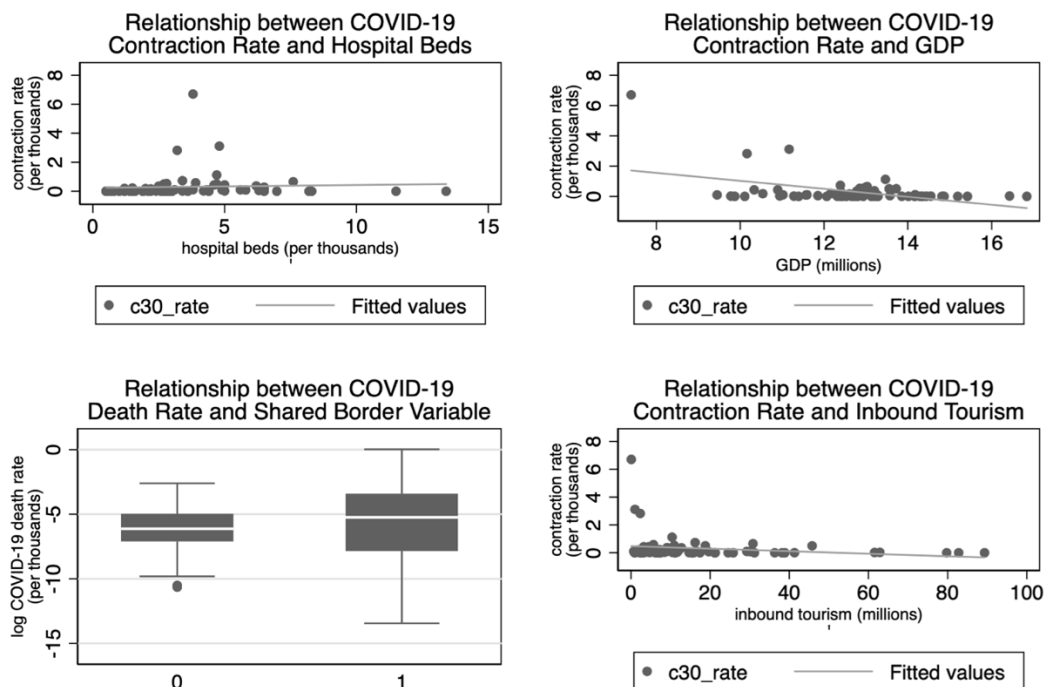 Relationship between COVID-19
Contraction Rate and Hospital Beds
contraction rate
(per thousands)
8
6
4
2
0
0 5 10 15
hospital beds (per thousands)
c30_rate Fitted values
Relationship between COVID-19
Contraction Rate and GDP
contraction rate
(per thousands)
8
6
4
2
0
8 10 12 14 16
GDP (millions)
c30_rate Fitted values
Relationship between COVID-19
Death Rate and Shared Border Variable
log COVID-19 death rate
(per thousands)
0
-5
-10
-15
0 1
Relationship between COVID-19
Contraction Rate and Inbound Tourism
contraction rate
(per thousands)
8
6
4
2
0
0 20 40 60 80 100
inbound tourism (millions)
c30_rate Fitted values